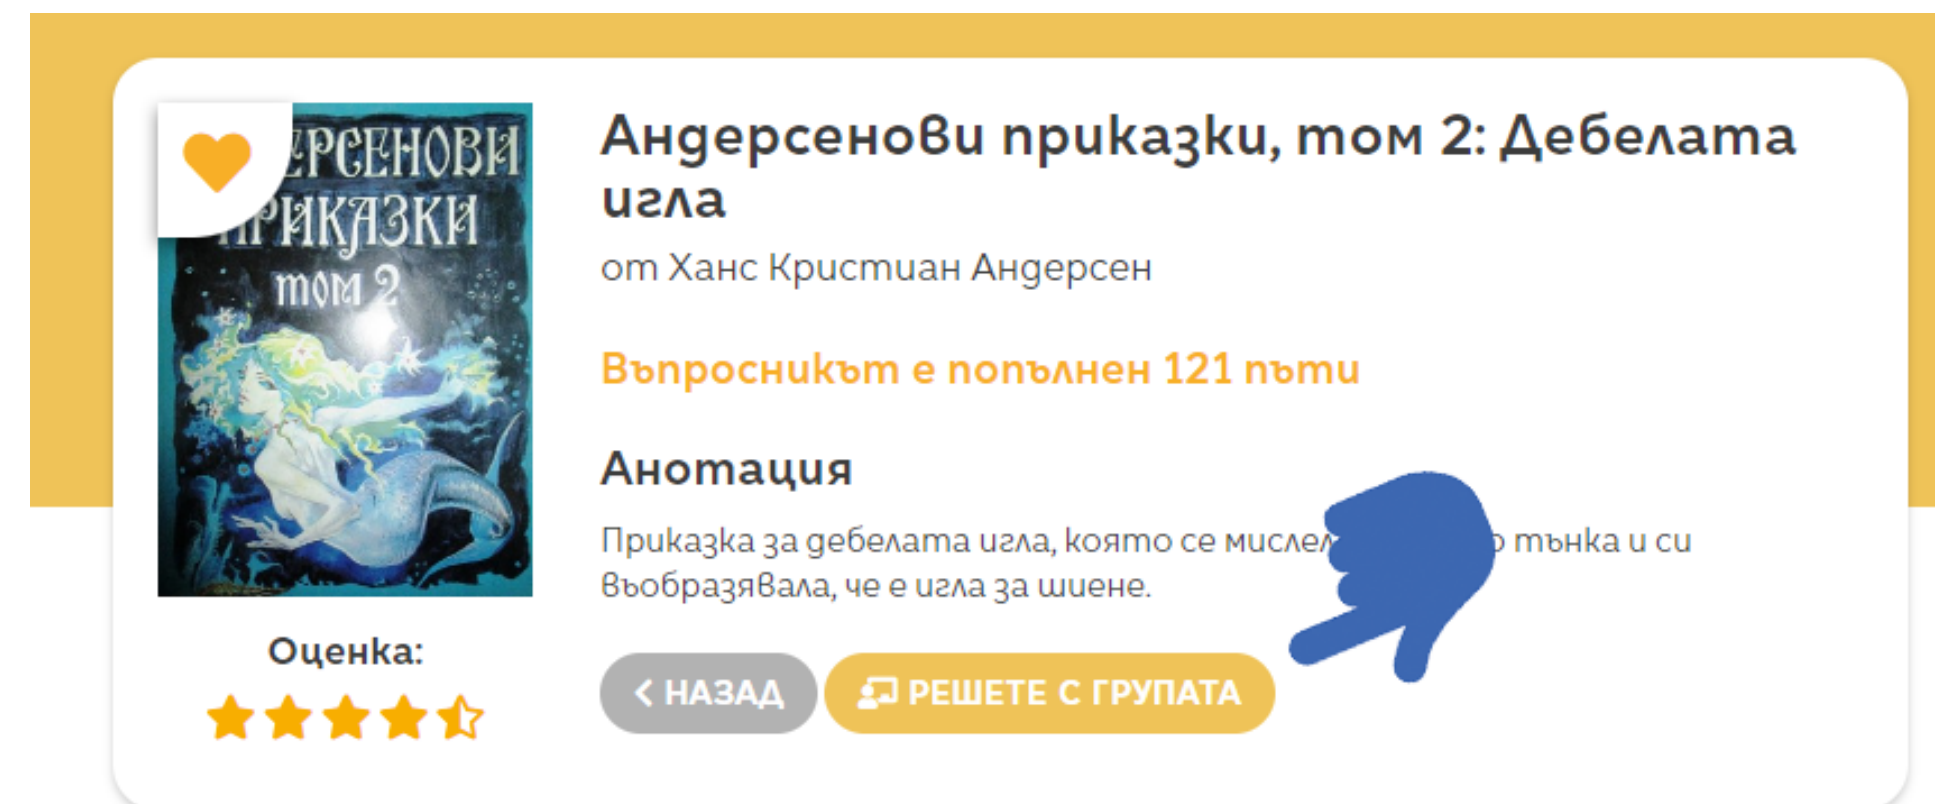 ЕРСЕНОВИ
ПРИКАЗКИ
том 2
Андерсенови приказки, том 2: Дебелата
игла
от Ханс Кристиан Андерсен
Въпросникът е попълнен 121 пъти
Анотация
Приказка за дебелата игла, която се мислел тънка и си
въобразявала, че е игла за шиене.
Оценка:
НАЗАД
РЕШЕТЕ С ГРУПАТА